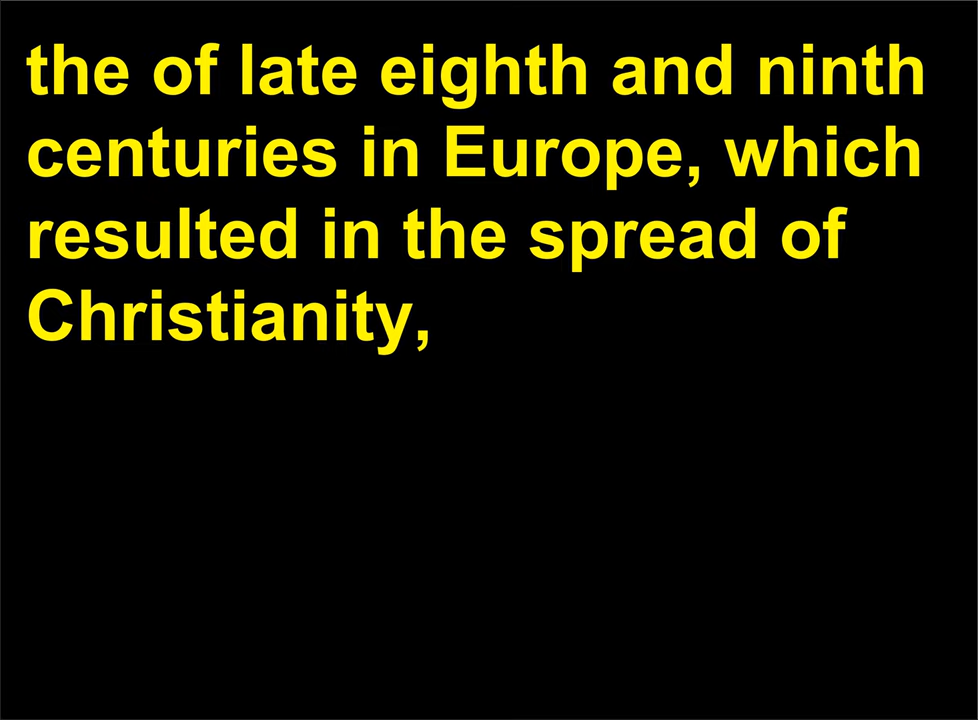 the of late eighth and ninth
centuries in Europe, which
resulted in the spread of
Christianity,